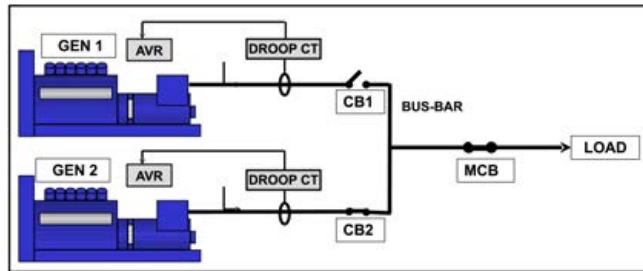 GEN 1
AVR
DROOP CT
CB1
BUS-BAR
GEN 2
AVR
DROOP CT
CB2
MCB
LOAD